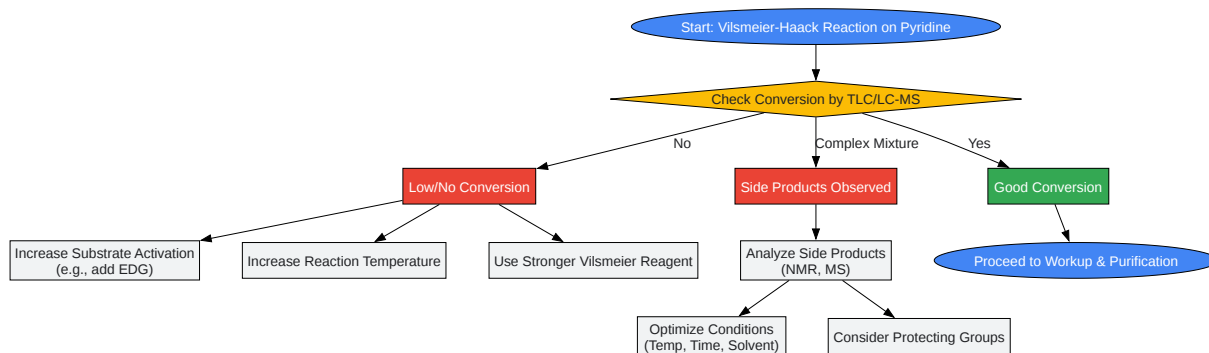 Start: Vilsmeier-Haack Reaction on Pyridine
Check Conversion by TLC/LC-MS
No
Complex Mixture
Yes
Low/No Conversion
Side Products Observed
Good Conversion
Increase Substrate Activation
(e.g., add EDG)
Increase Reaction Temperature
Use Stronger Vilsmeier Reagent
Analyze Side Products
(NMR, MS)
Proceed to Workup & Purification
Optimize Conditions
(Temp, Time, Solvent)
Consider Protecting Groups